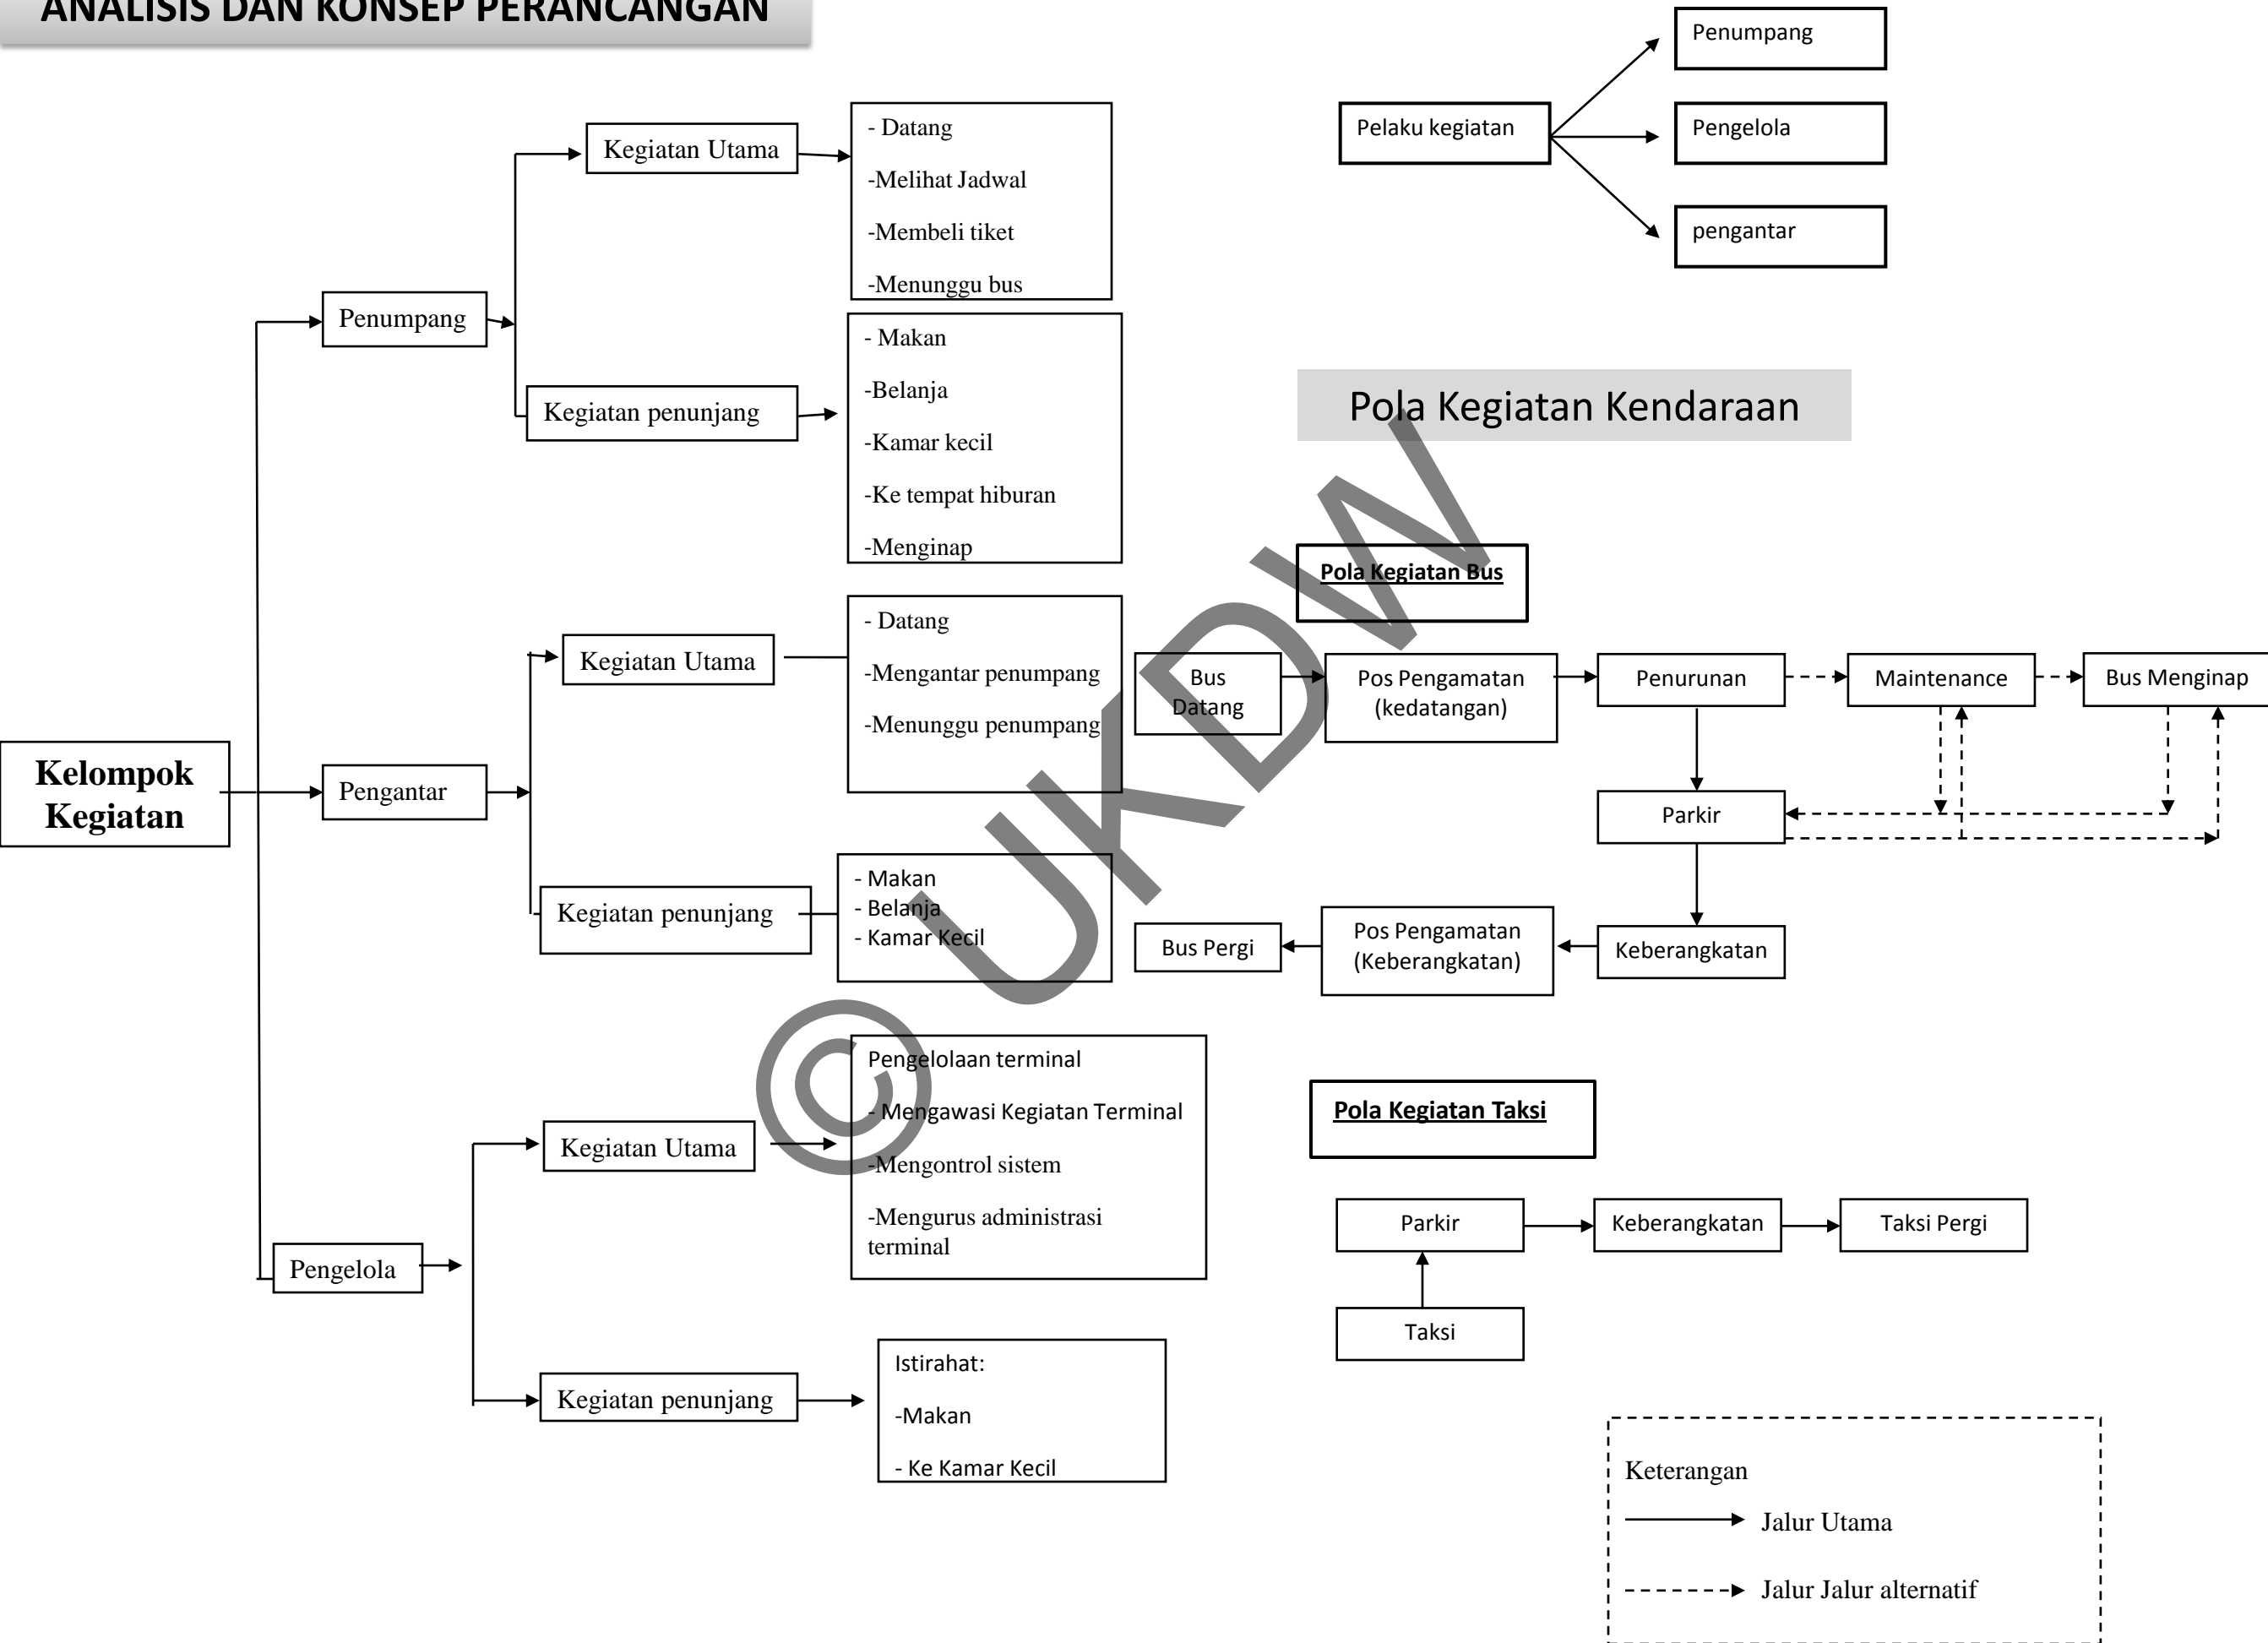 ANALISIS DAN KONSEP PERANCANGAN
Kelompok
Kegiatan
Penumpang
Kegiatan Utama
- Datang
-Melihat Jadwal
-Membeli tiket
-Menunggu bus
Kegiatan penunjang
- Makan
-Belanja
-Kamar kecil
-Ke tempat hiburan
-Menginap
Pengantar
Kegiatan Utama
- Datang
-Mengantar penumpang
-Menunggu penumpang
Kegiatan penunjang
- Makan
- Belanja
- Kamar Kecil
Pengelola
Kegiatan Utama
Pengelolaan terminal
- Mengawasi Kegiatan Terminal
-Mengontrol sistem
-Mengurus administrasi
terminal
Kegiatan penunjang
Istirahat:
-Makan
- Ke Kamar Kecil
Pelaku kegiatan
Penumpang
Pengelola
pengantar
Pola Kegiatan Kendaraan
Pola Kegiatan Bus
Bus
Datang
Pos Pengamatan
(kedatangan)
Penurunan
Maintenance
Bus Menginap
Parkir
Keberangkatan
Pos Pengamatan
(Keberangkatan)
Bus Pergi
Pola Kegiatan Taksi
Parkir
Keberangkatan
Taksi Pergi
Taksi
Keterangan
Jalur Utama
Jalur Jalur alternatif
© UKDW